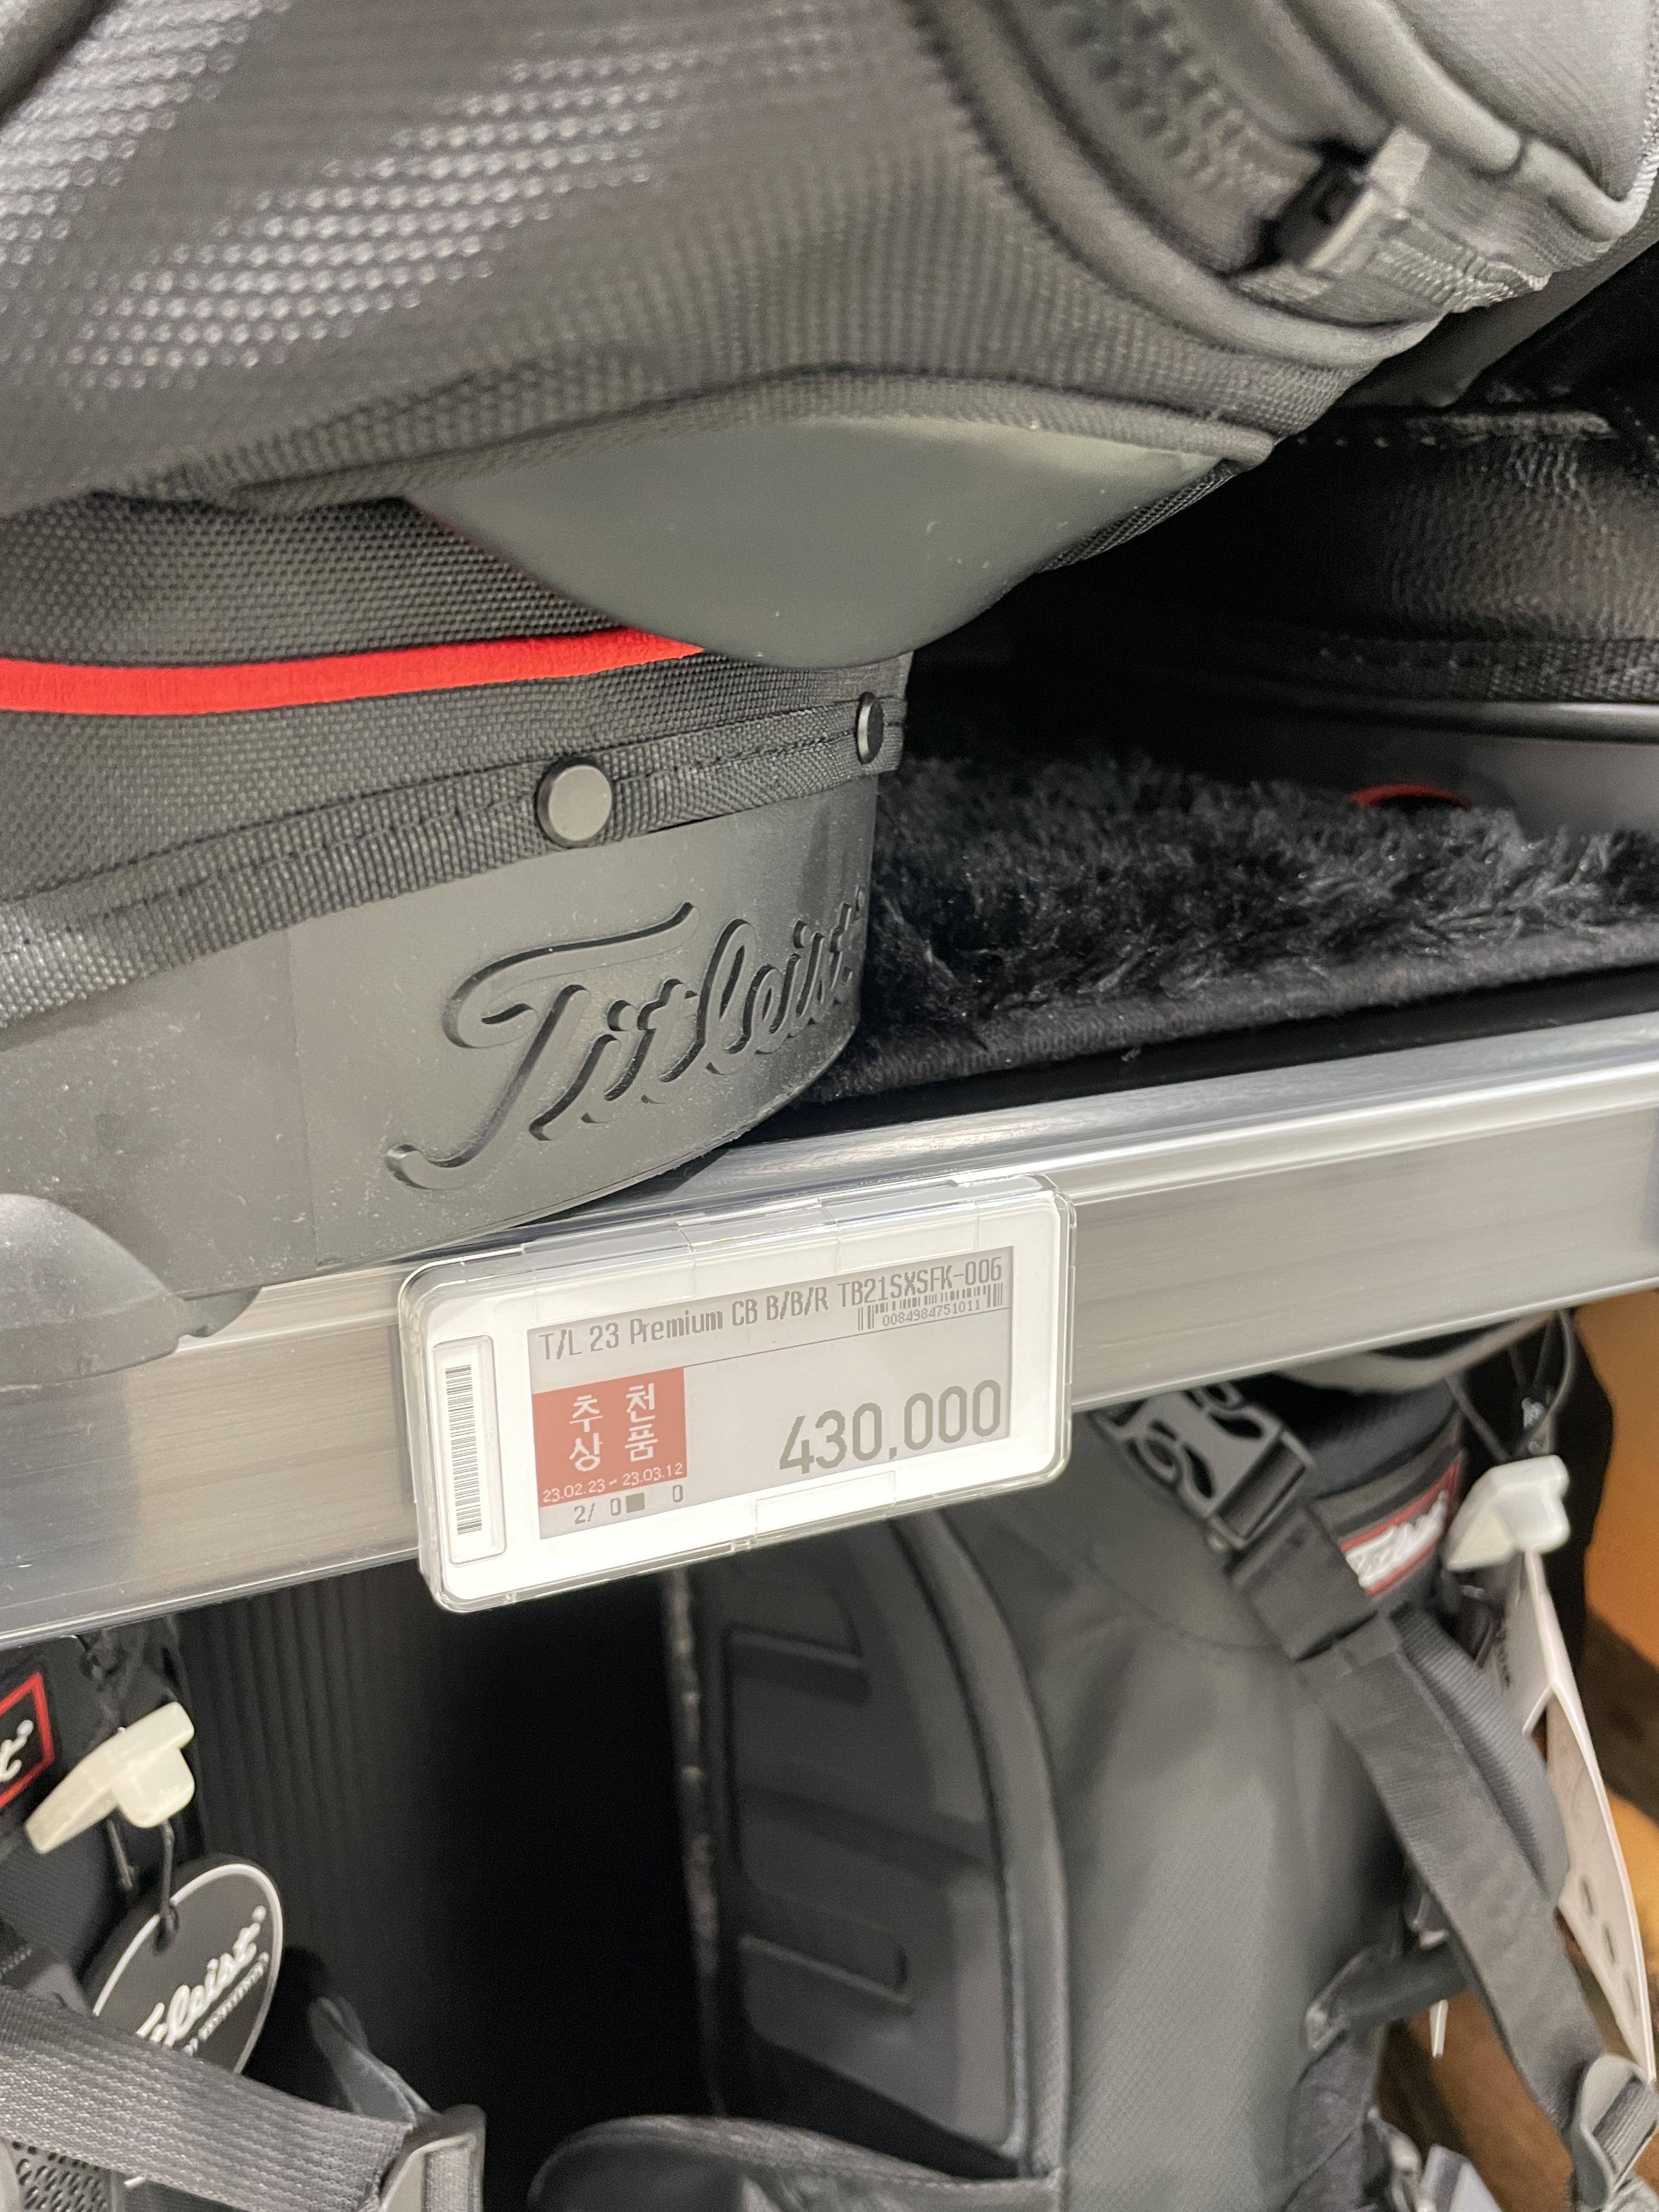 Titleist
T/L 23 Premium CB B/B/R TB21SXSFK-006
0084984751011
추천
상품
430,000
23.02.23 ~ 23.03.12
2/ 0■ 0
Titleist